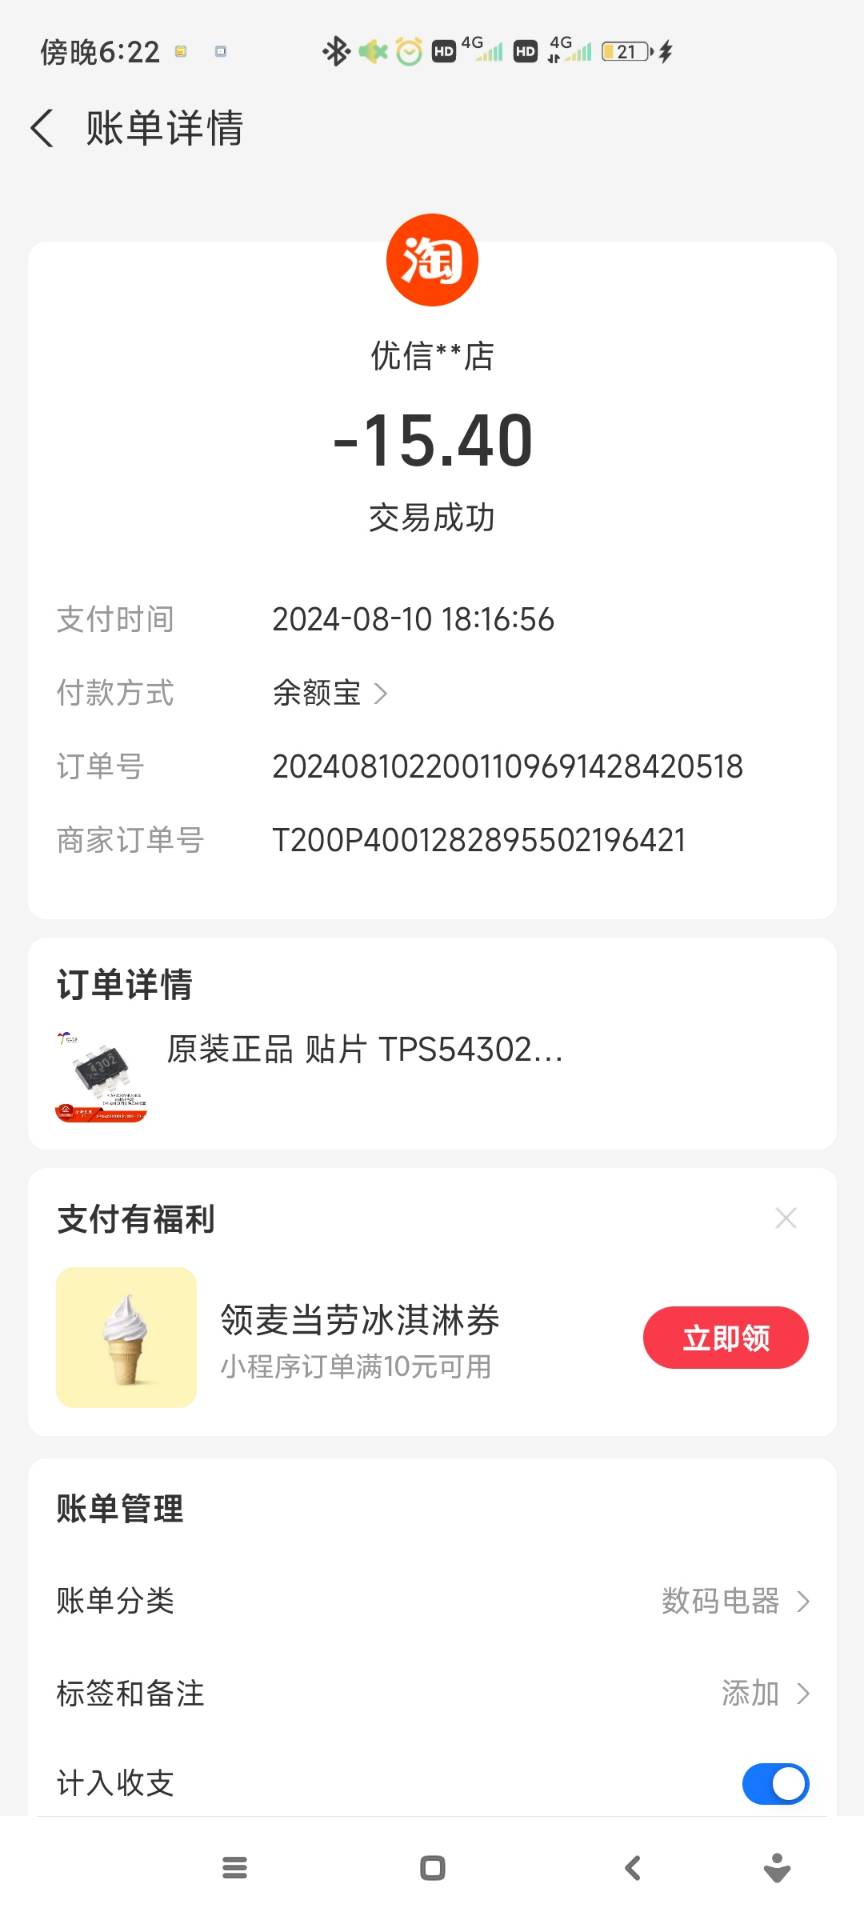 傍晚6:22 HD 4G HD 4G 21
账单详情
淘
优信**店
-15.40
交易成功
支付时间 2024-08-10 18:16:56
付款方式 余额宝
订单号 2024081022001109691428420518
商家订单号 T200P4001282895502196421
订单详情
原装正品 贴片 TPS54302...
4302
支付有福利
领麦当劳冰淇淋券
小程序订单满10元可用
立即领
账单管理
账单分类 数码电器
标签和备注 添加
计入收支